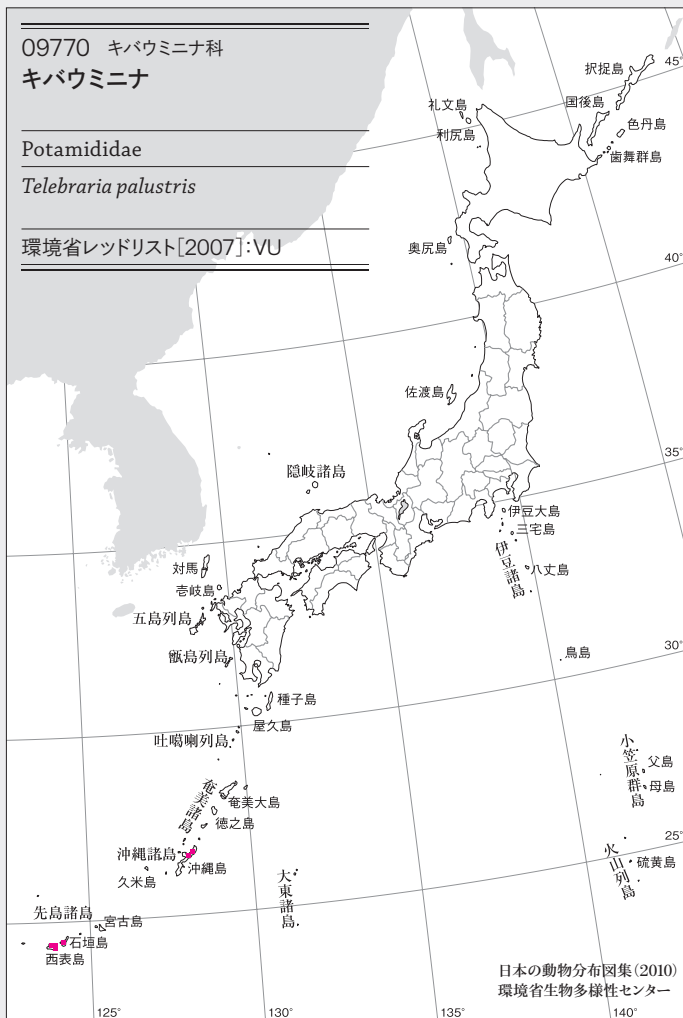 09770 キバウミニナ科
キバウミニナ
Potamididae
Telebraria palustris
環境省レッドリスト[2007]:VU
45°
択捉島
礼文島
国後島
利尻島
色丹島
歯舞群島
奥尻島
40°
佐渡島
35°
隠岐諸島
伊豆大島
三宅島
伊豆諸島
八丈島
対馬
壱岐島
五島列島
甑島列島
鳥島
30°
種子島
屋久島
吐噶喇列島
小笠原群島
父島
母島
奄美諸島
奄美大島
徳之島
25°
沖縄諸島
沖縄島
久米島
火山列島
硫黄島
大東諸島
先島諸島
宮古島
石垣島
西表島
日本の動物分布図集(2010)
環境省生物多様性センター
125°
130°
135°
140°